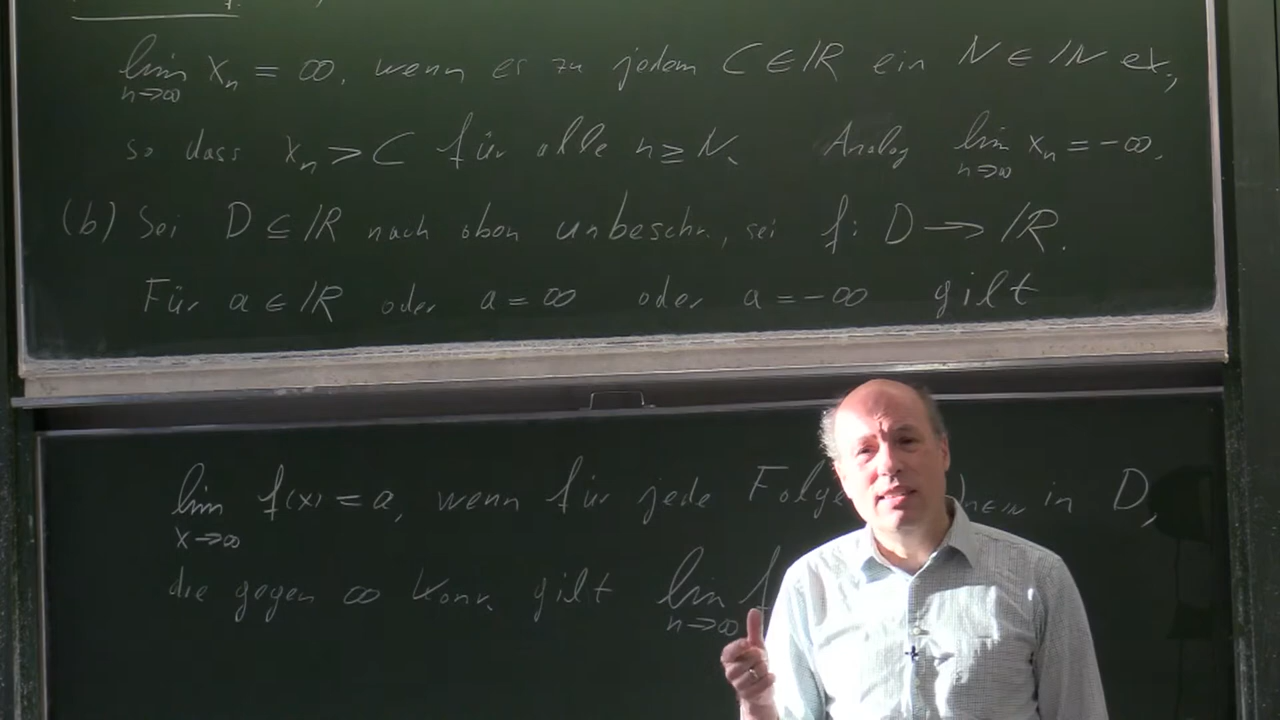 lim x_n = ∞, wenn es zu jedem C ∈ ℝ ein N ∈ ℕ ex.,
n→∞
so dass x_n > C für alle n ≥ N. Analog lim x_n = -∞.
n→∞
(b) Sei D ⊆ ℝ nach oben unbeschr., sei f: D → ℝ.
Für a ∈ ℝ oder a = ∞ oder a = -∞ gilt
lim f(x) = a, wenn für jede Folge )n∈ℕ in D,
x→∞
die gegen ∞ konv. gilt lim f
n→∞